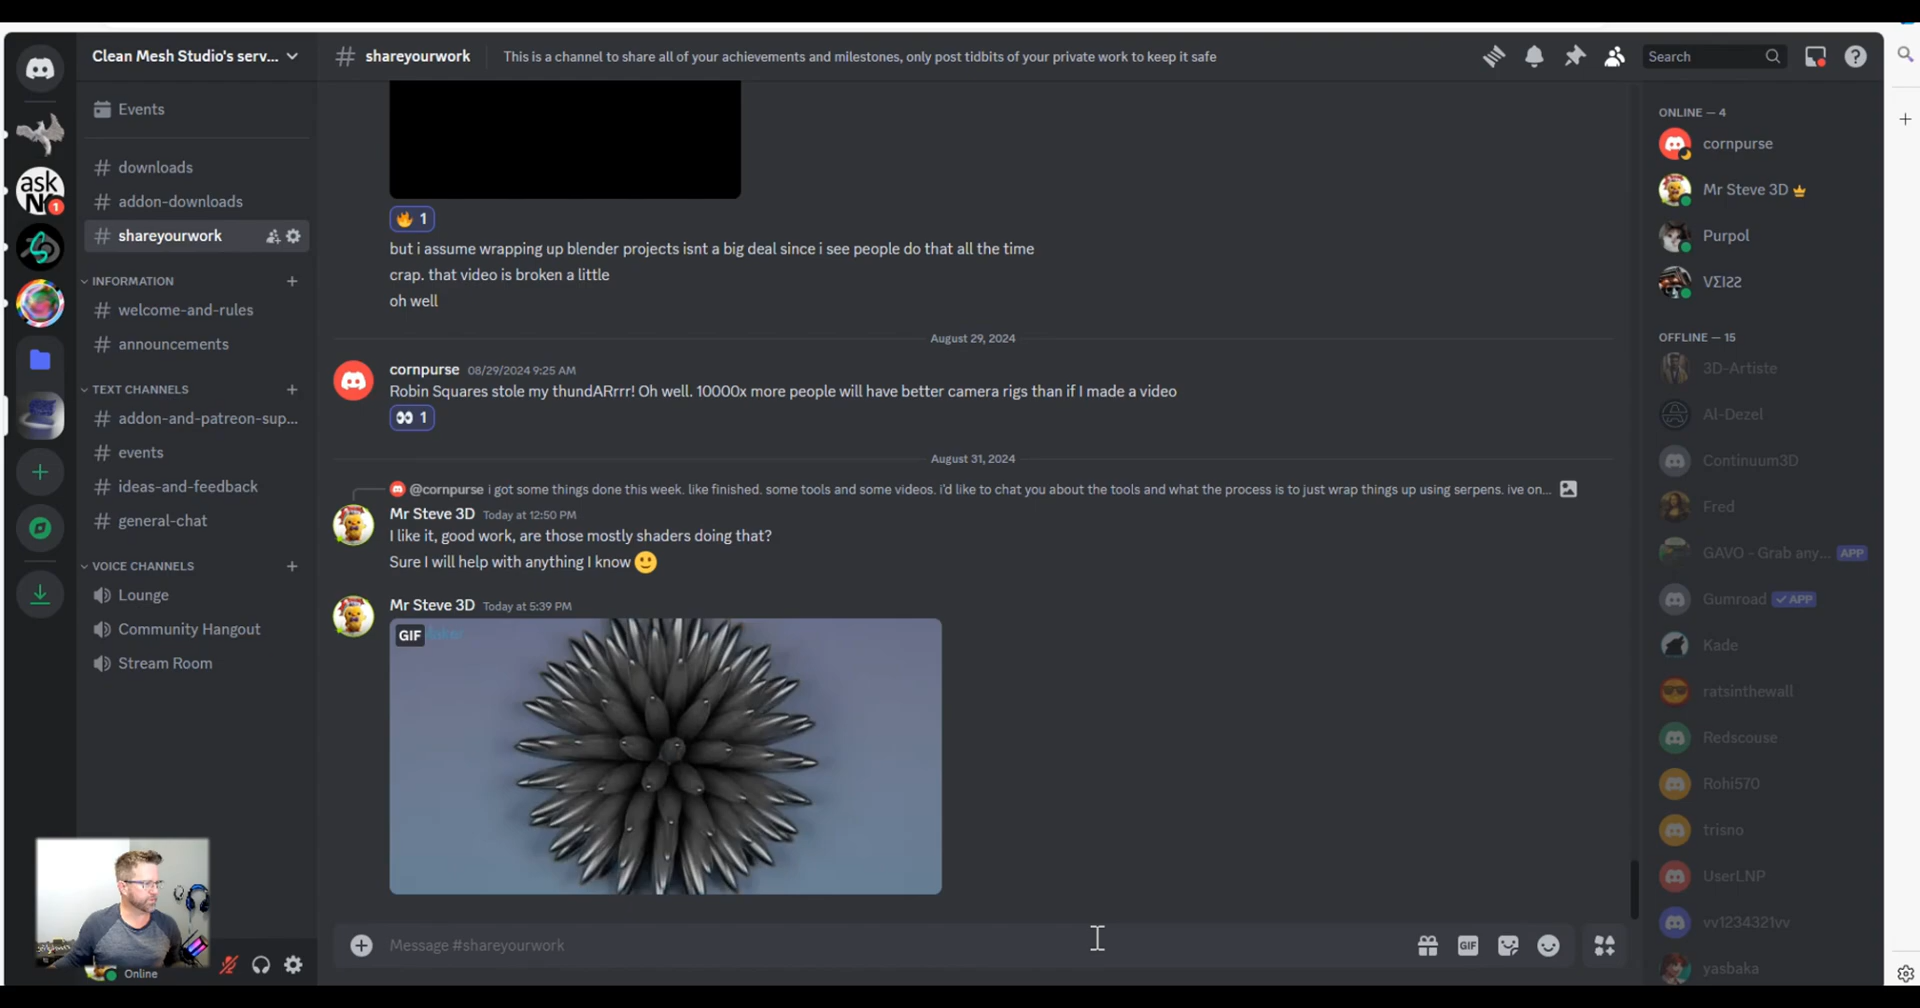 Clean Mesh Studio's serv...
Events
downloads
addon-downloads
shareyourwork
INFORMATION
welcome-and-rules
announcements
TEXT CHANNELS
addon-and-patreon-sup...
events
ideas-and-feedback
general-chat
VOICE CHANNELS
Lounge
Community Hangout
Stream Room
Online
ask
N
1
# shareyourwork
This is a channel to share all of your achievements and milestones, only post tidbits of your private work to keep it safe
Search
1
but i assume wrapping up blender projects isnt a big deal since i see people do that all the time
crap. that video is broken a little
oh well
August 29, 2024
cornpurse 08/29/2024 9:25 AM
Robin Squares stole my thundARrrr! Oh well. 10000x more people will have better camera rigs than if I made a video
1
August 31, 2024
@cornpurse i got some things done this week. like finished. some tools and some videos. i'd like to chat you about the tools and what the process is to just wrap things up using serpens. ive on...
Mr Steve 3D Today at 12:50 PM
I like it, good work, are those mostly shaders doing that?
Sure I will help with anything I know
Mr Steve 3D Today at 5:39 PM
GIF
Message #shareyourwork
GIF
ONLINE — 4
cornpurse
Mr Steve 3D
Purpol
VΣIƧƧ
OFFLINE — 15
3D-Artiste
Al-Dezel
Continuum3D
Fred
GAVO - Grab any... APP
Gumroad ✓ APP
Kade
ratsinthewall
Redscouse
Rohi570
trisno
UserLNP
vv1234321vv
yasbaka